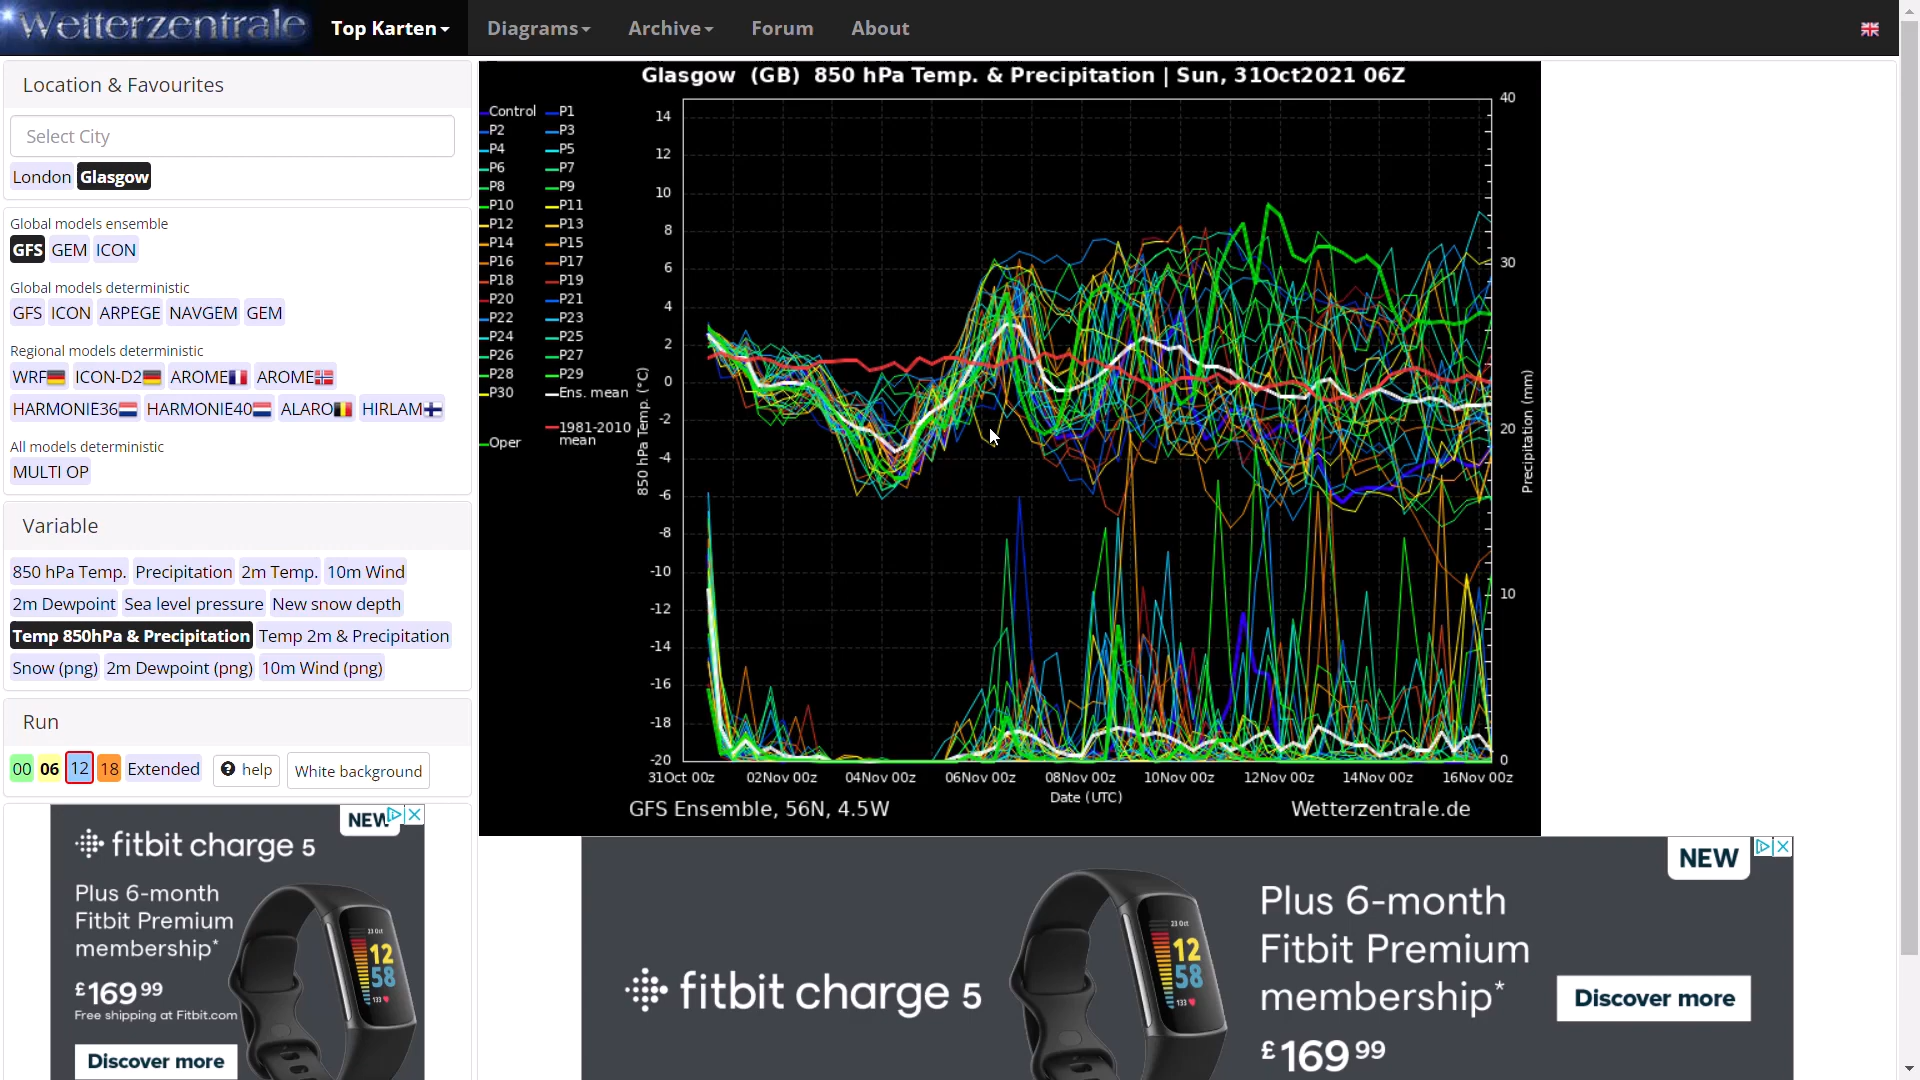 Wetterzentrale
Top Karten
Diagrams
Archive
Forum
About
Location & Favourites
Select City
London Glasgow
Global models ensemble
GFS GEM ICON
Global models deterministic
GFS ICON ARPEGE NAVGEM GEM
Regional models deterministic
WRF ICON-D2 AROME AROME
HARMONIE36 HARMONIE40 ALARO HIRLAM
All models deterministic
MULTI OP
Variable
850 hPa Temp. Precipitation 2m Temp. 10m Wind
2m Dewpoint Sea level pressure New snow depth
Temp 850hPa & Precipitation Temp 2m & Precipitation
Snow (png) 2m Dewpoint (png) 10m Wind (png)
Run
00 06 12 18 Extended help White background
Glasgow (GB) 850 hPa Temp. & Precipitation | Sun, 31Oct2021 06Z
Control P1
P2 P3
P4 P5
P6 P7
P8 P9
P10 P11
P12 P13
P14 P15
P16 P17
P18 P19
P20 P21
P22 P23
P24 P25
P26 P27
P28 P29
P30 Ens. mean
Oper 1981-2010
mean
850 hPa Temp. (°C)
14
12
10
8
6
4
2
0
-2
-4
-6
-8
-10
-12
-14
-16
-18
-20
40
30
20
10
0
Precipitation (mm)
31Oct 00z 02Nov 00z 04Nov 00z 06Nov 00z 08Nov 00z 10Nov 00z 12Nov 00z 14Nov 00z 16Nov 00z
Date (UTC)
GFS Ensemble, 56N, 4.5W
Wetterzentrale.de
NEW
fitbit charge 5
Plus 6-month
Fitbit Premium
membership*
£169.99
Free shipping at Fitbit.com
Discover more
23 Oct
12
58
133
NEW
fitbit charge 5
23 Oct
12
58
133
Plus 6-month
Fitbit Premium
membership*
£169.99
Discover more